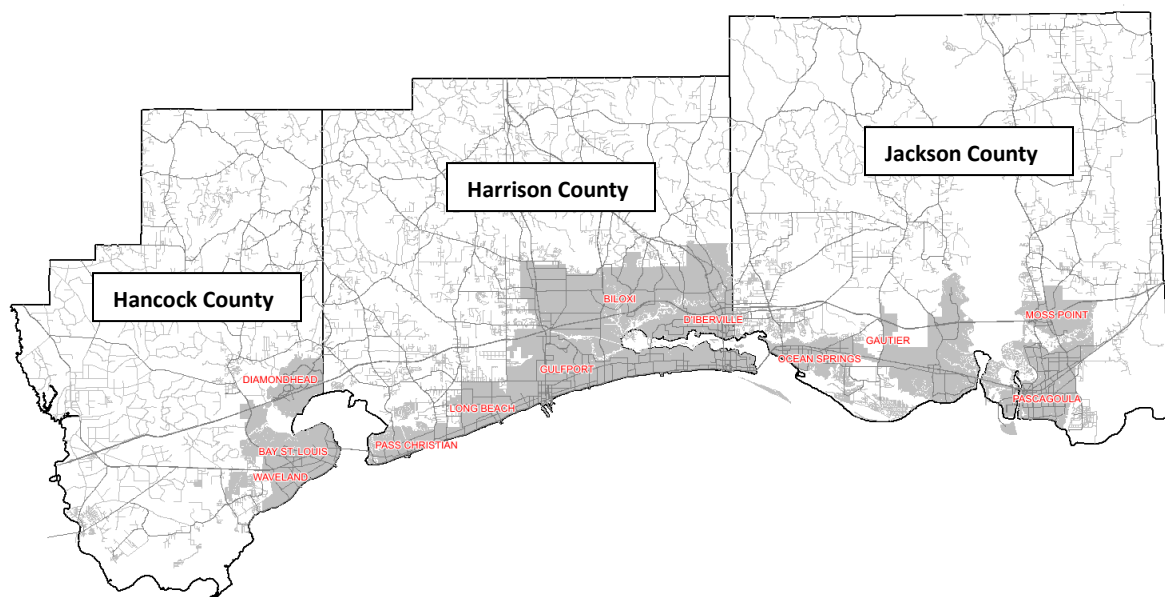 Jackson County
Harrison County
Hancock County
BILOXI
D'IBERVILLE
MOSS POINT
GAUTIER
OCEAN SPRINGS
GULFPORT
DIAMONDHEAD
PASCAGOULA
LONG BEACH
PASS CHRISTIAN
BAY ST. LOUIS
WAVELAND